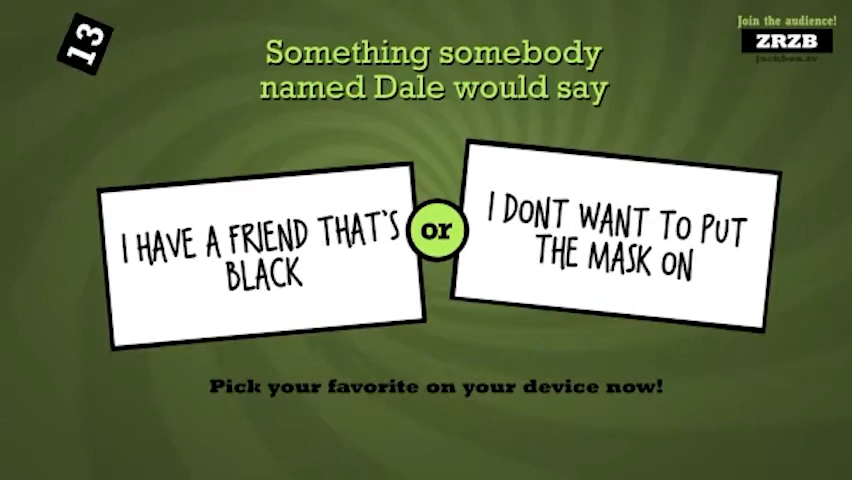 13
Join the audience!
ZRZB
jackbox.tv
Something somebody
named Dale would say
I HAVE A FRIEND THAT'S
BLACK
or
I DONT WANT TO PUT
THE MASK ON
Pick your favorite on your device now!